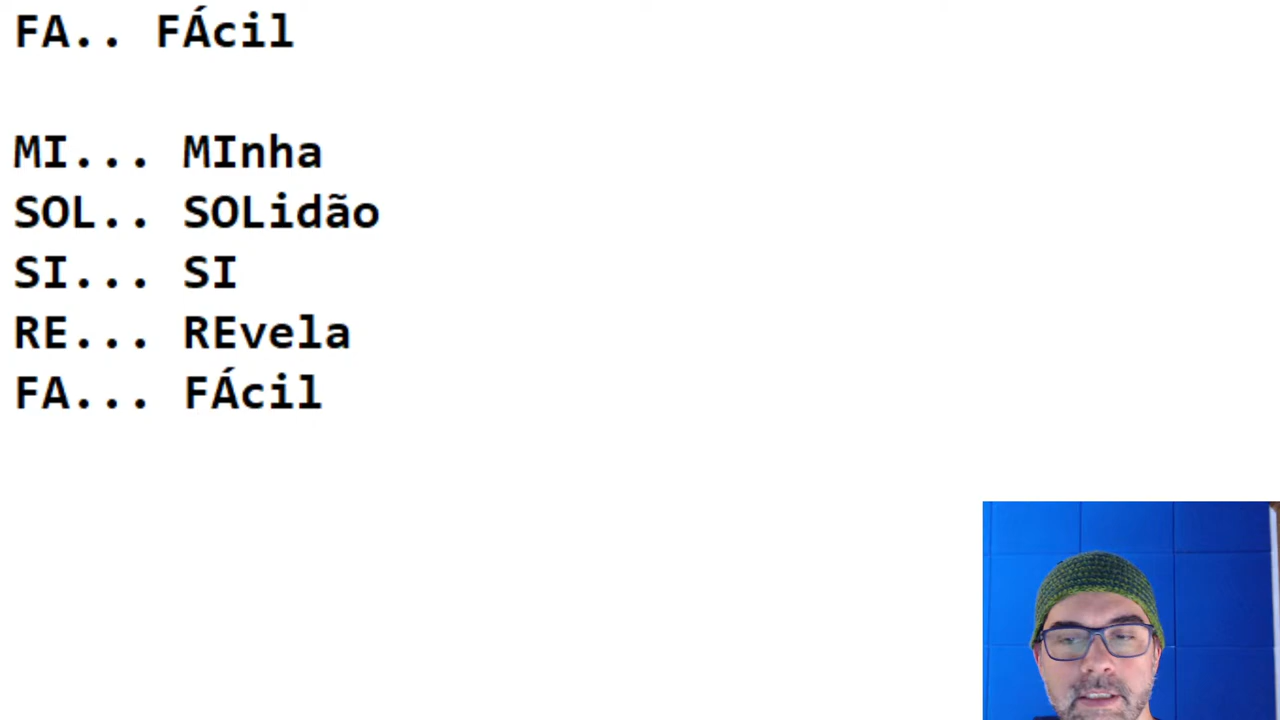 FA.. FÁcil
MI... MInha
SOL.. SOLidão
SI... SI
RE... REvela
FA... FÁcil